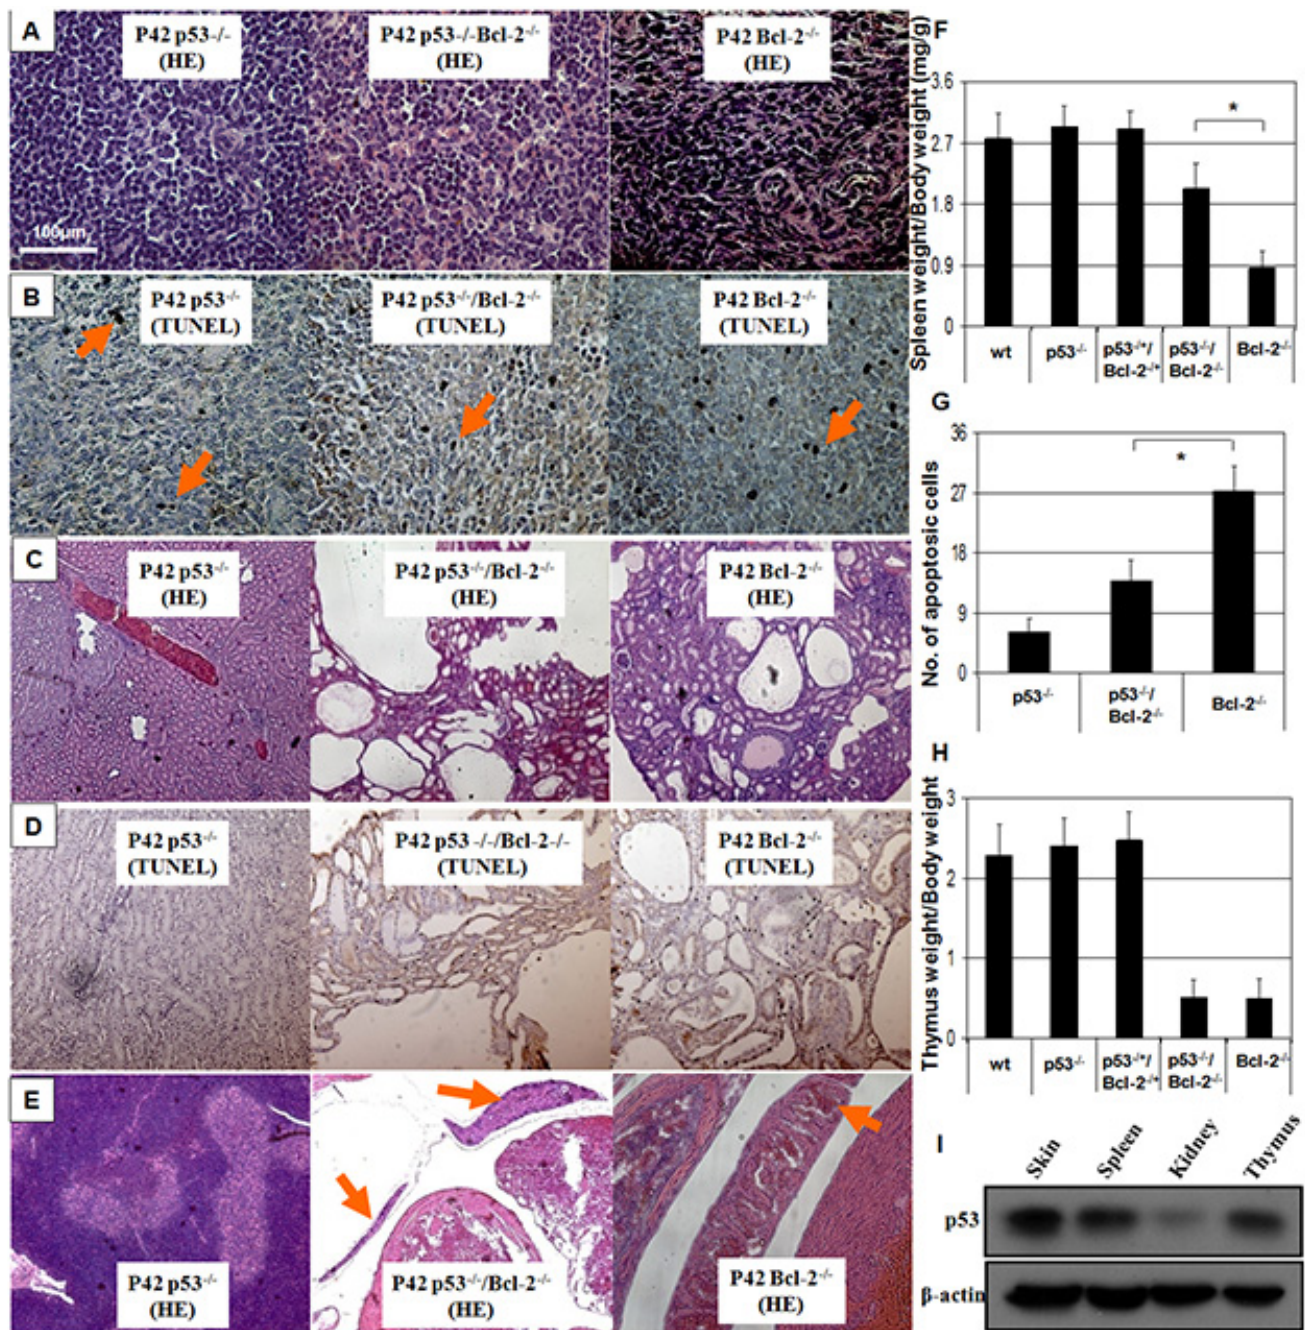 A
P42 p53-/-
(HE)
P42 p53-/-Bcl-2⁻/⁻
(HE)
P42 Bcl-2⁻/⁻
(HE)
100μm
B
P42 p53⁻/⁻
(TUNEL)
P42 p53⁻/⁻/Bcl-2⁻/⁻
(TUNEL)
P42 Bcl-2⁻/⁻
(TUNEL)
C
P42 p53⁻/⁻
(HE)
P42 p53⁻/⁻/Bcl-2⁻/⁻
(HE)
P42 Bcl-2⁻/⁻
(HE)
D
P42 p53⁻/⁻
(TUNEL)
P42 p53 -/-/Bcl-2-/-
(TUNEL)
P42 Bcl-2⁻/⁻
(TUNEL)
E
P42 p53⁻/⁻
(HE)
P42 p53⁻/⁻/Bcl-2⁻/⁻
(HE)
P42 Bcl-2⁻/⁻
(HE)
F
Spleen weight/Body weight (mg/g)
3.6
2.7
1.8
0.9
0
*
wt
p53⁻/⁻
p53⁻/⁺/
Bcl-2⁻/⁺
p53⁻/⁻/
Bcl-2⁻/⁻
Bcl-2⁻/⁻
G
No. of apoptosic cells
36
27
18
9
0
*
p53⁻/⁻
p53⁻/⁻/
Bcl-2⁻/⁻
Bcl-2⁻/⁻
H
Thymus weight/Body weight
3
2
1
0
wt
p53⁻/⁻
p53⁻/⁺/
Bcl-2⁻/⁺
p53⁻/⁻/
Bcl-2⁻/⁻
Bcl-2⁻/⁻
I
Skin
Spleen
Kidney
Thymus
p53
β-actin